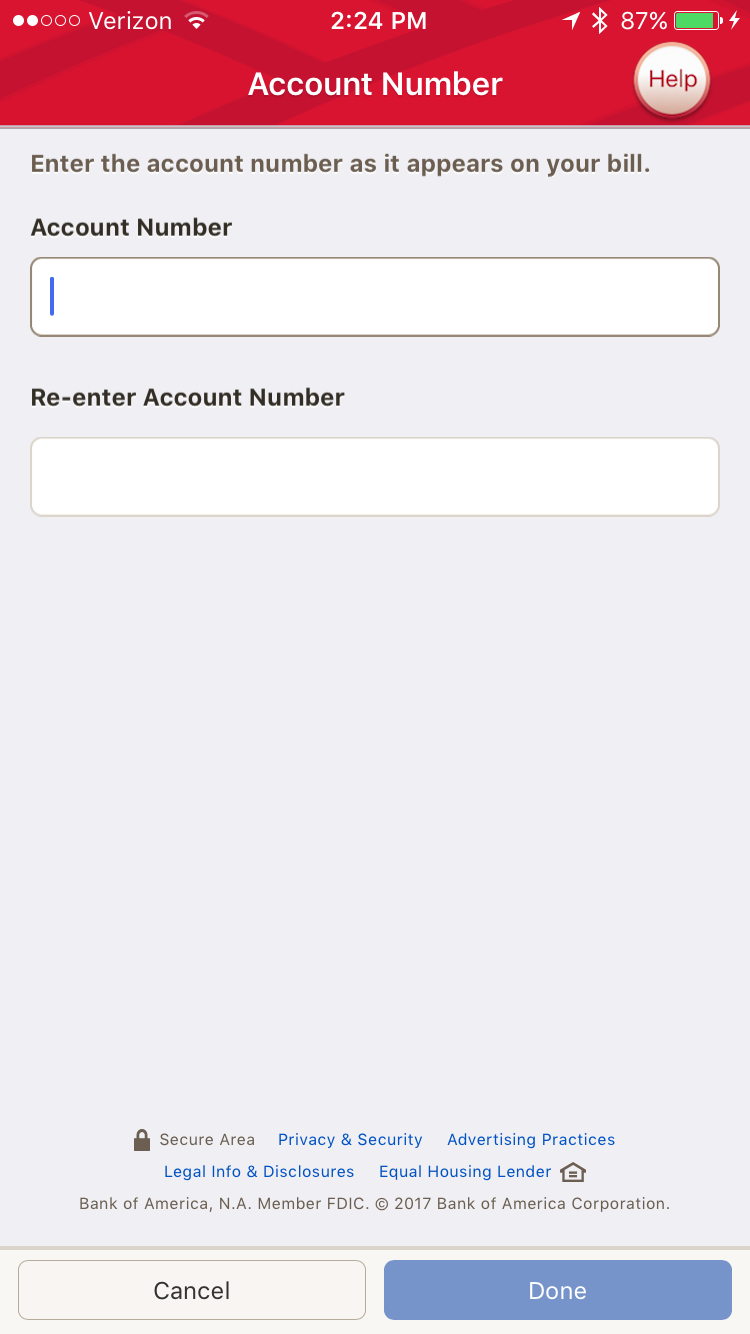 Verizon 2:24 PM 87%
Account Number Help
Enter the account number as it appears on your bill.
Account Number
Re-enter Account Number
Secure Area Privacy & Security Advertising Practices
Legal Info & Disclosures Equal Housing Lender
Bank of America, N.A. Member FDIC. © 2017 Bank of America Corporation.
Cancel Done